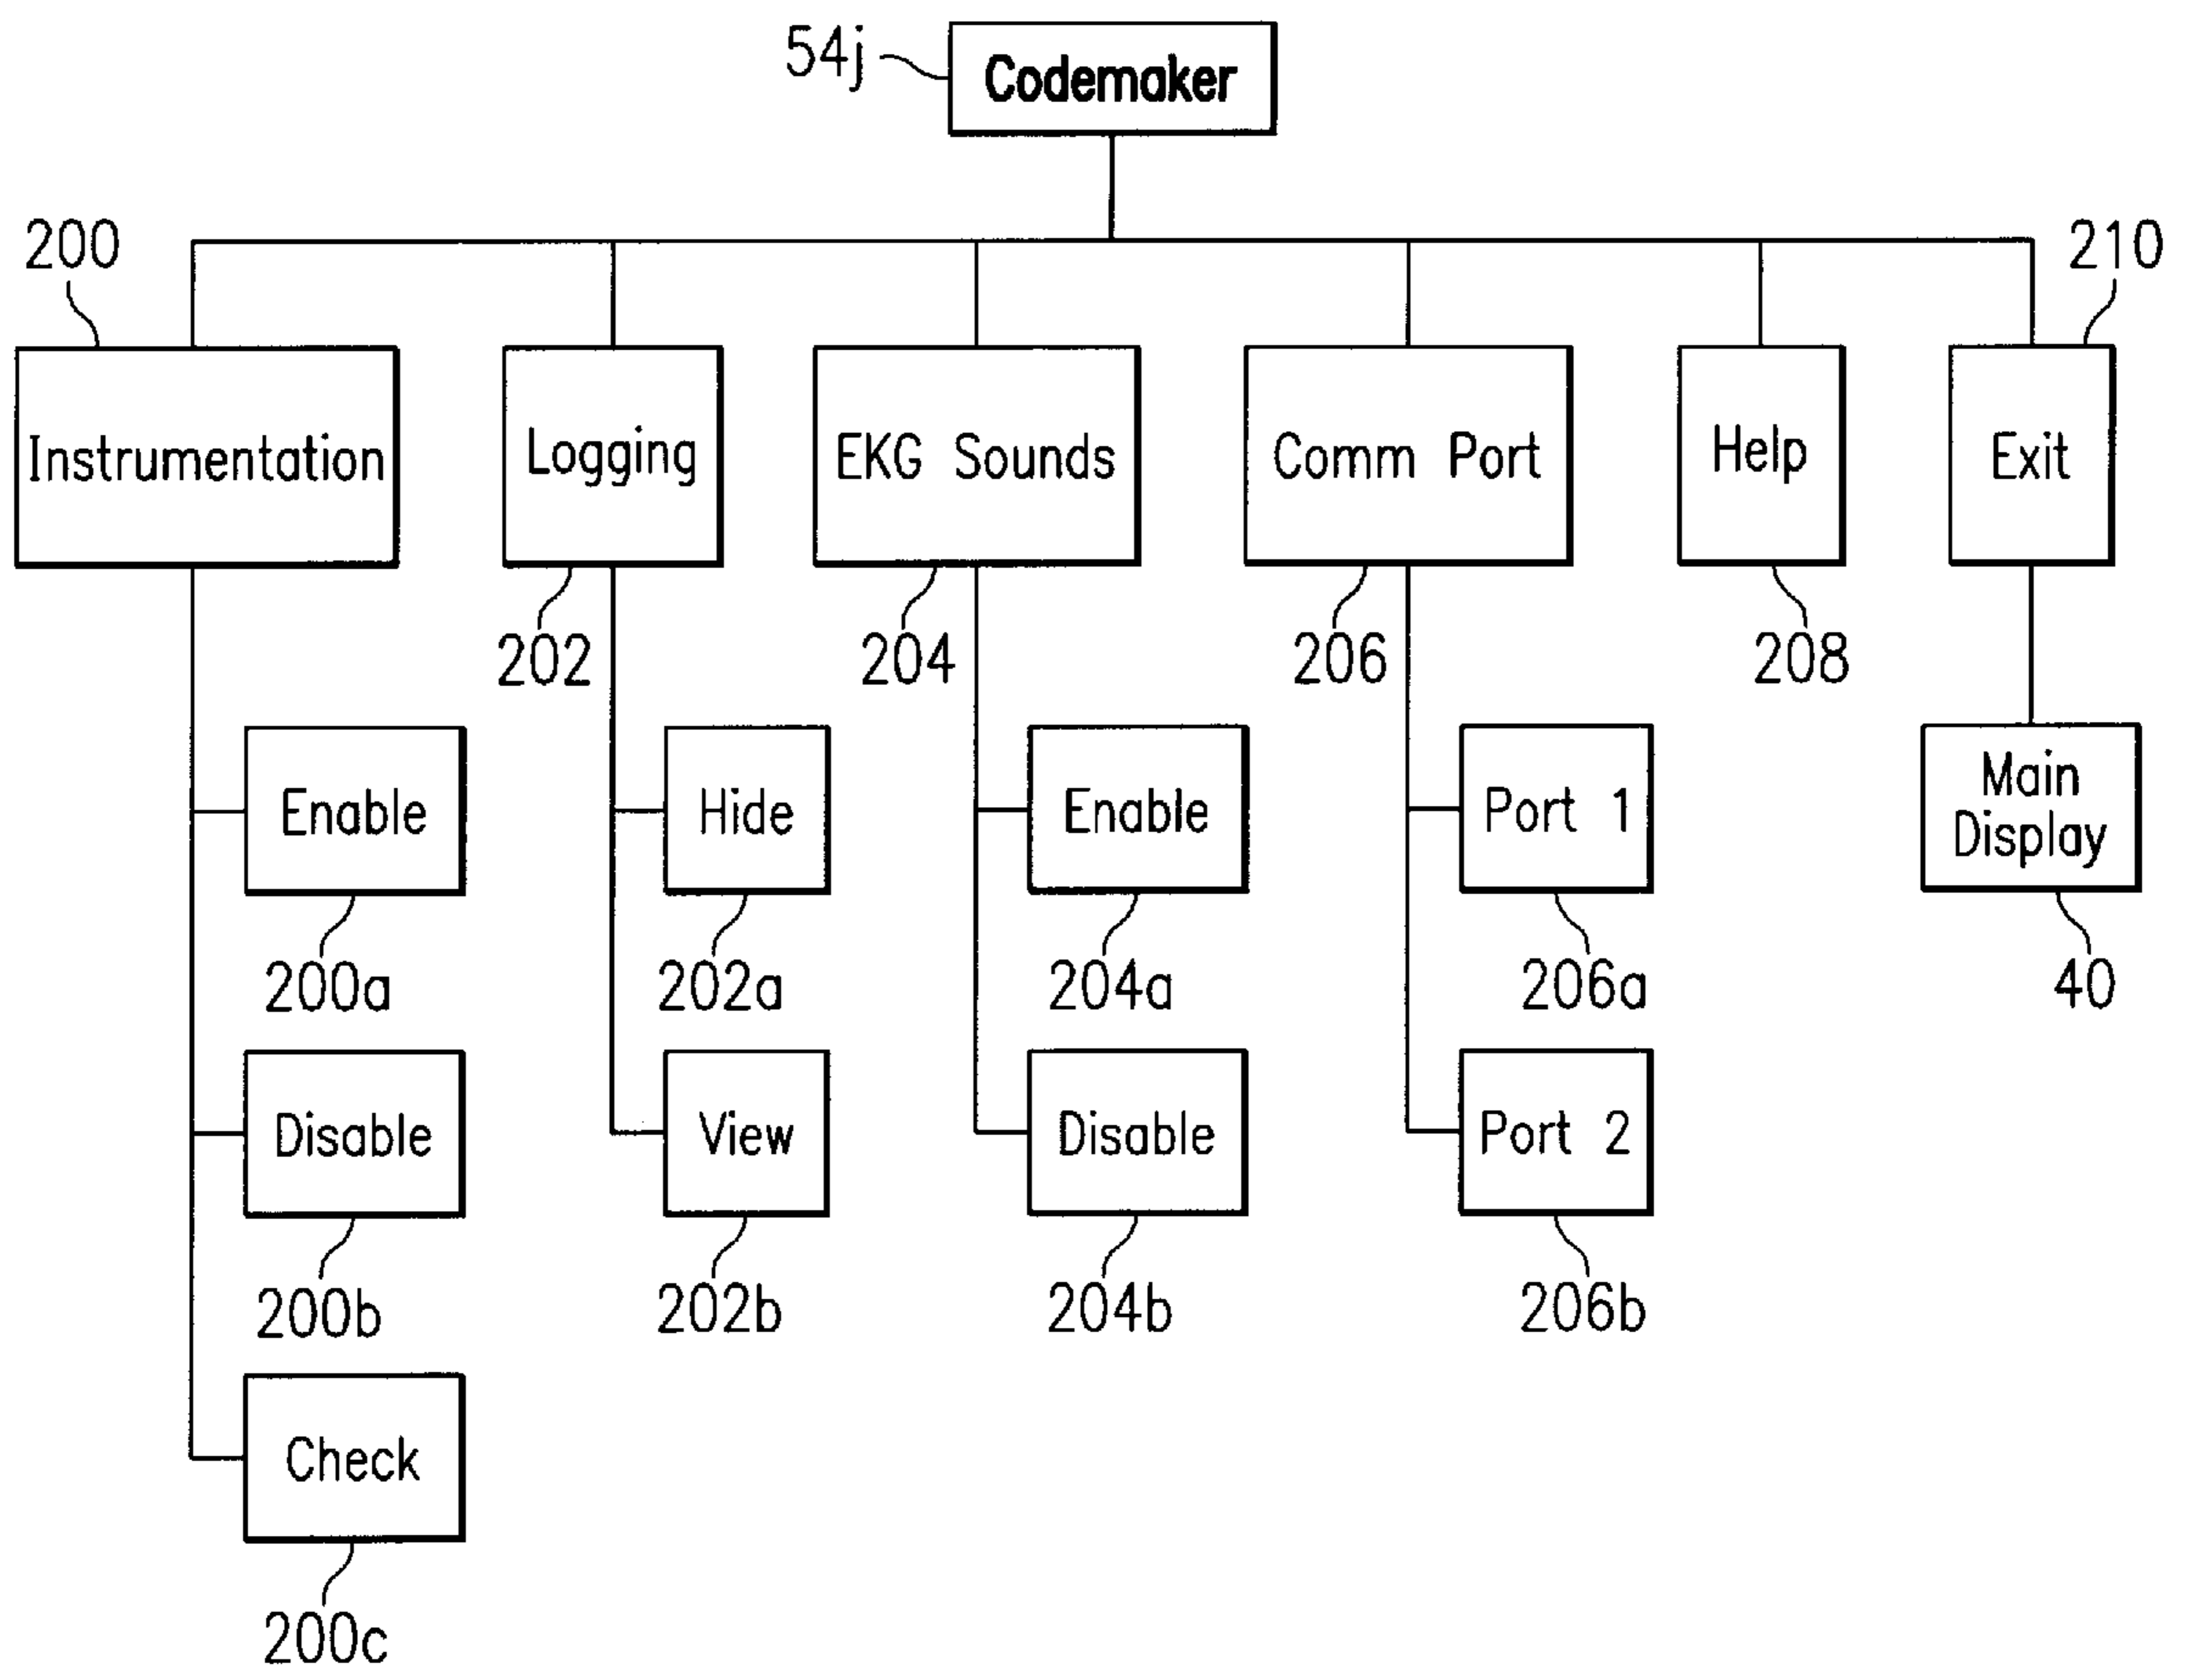 54j
Codemaker
200
210
Instrumentation
Logging
EKG Sounds
Comm Port
Help
Exit
202
204
206
208
Enable
Hide
Enable
Port 1
Main
Display
200a
202a
204a
206a
40
Disable
View
Disable
Port 2
200b
202b
204b
206b
Check
200c